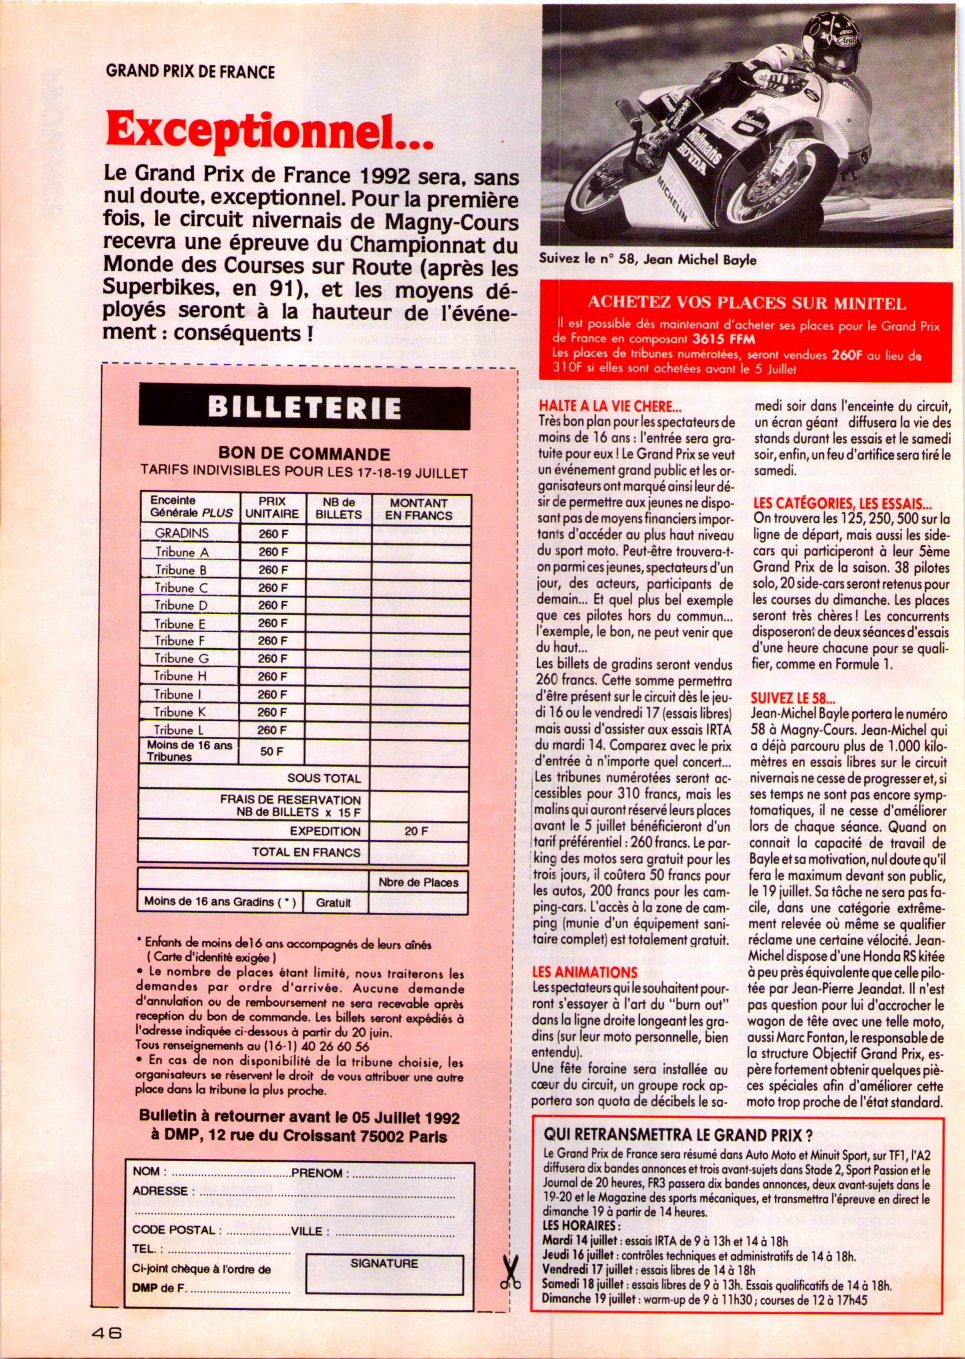 GRAND PRIX DE FRANCE
Exceptionnel...
Le Grand Prix de France 1992 sera, sans
nul doute, exceptionnel. Pour la première
fois, le circuit nivernais de Magny-Cours
recevra une épreuve du Championnat du
Monde des Courses sur Route (après les
Superbikes, en 91), et les moyens dé-
ployés seront à la hauteur de l'événe-
ment : conséquents !
Rothmans
HONDA
MICHELIN
Suivez le n° 58, Jean Michel Bayle
ACHETEZ VOS PLACES SUR MINITEL
Il est possible dès maintenant d'acheter ses places pour le Grand Prix
de France en composant 3615 FFM
Les places de tribunes numérotées, seront vendues 260F au lieu de
310F si elles sont achetées avant le 5 Juillet
BILLETERIE
BON DE COMMANDE
TARIFS INDIVISIBLES POUR LES 17-18-19 JUILLET
Enceinte Générale PLUS | PRIX UNITAIRE | NB de BILLETS | MONTANT EN FRANCS
GRADINS 260 F
Tribune A 260 F
Tribune B 260 F
Tribune C 260 F
Tribune D 260 F
Tribune E 260 F
Tribune F 260 F
Tribune G 260 F
Tribune H 260 F
Tribune I 260 F
Tribune K 260 F
Tribune L 260 F
Moins de 16 ans Tribunes 50 F
SOUS TOTAL
FRAIS DE RESERVATION
NB de BILLETS x 15 F
EXPEDITION 20 F
TOTAL EN FRANCS
Nbre de Places
Moins de 16 ans Gradins ( * ) Gratuit
* Enfants de moins de16 ans accompagnés de leurs aînés
( Carte d'identité exigée )
• Le nombre de places étant limité, nous traiterons les
demandes par ordre d'arrivée. Aucune demande
d'annulation ou de remboursement ne sera recevable après
reception du bon de commande. Les billets seront expédiés à
l'adresse indiquée ci-dessous à partir du 20 juin.
Tous renseignements au (16-1) 40 26 60 56
• En cas de non disponibilité de la tribune choisie, les
organisateurs se réservent le droit de vous attribuer une autre
place dans la tribune la plus proche.
Bulletin à retourner avant le 05 Juillet 1992
à DMP, 12 rue du Croissant 75002 Paris
NOM : ..................................PRENOM : ..............................
ADRESSE : ..........................................................................
CODE POSTAL : ...................VILLE : ...................................
TEL. : ...................................
Ci-joint chèque à l'ordre de
DMP de F...............................
SIGNATURE
46
HALTE A LA VIE CHERE...
Très bon plan pour les spectateurs de
moins de 16 ans : l'entrée sera gra-
tuite pour eux ! Le Grand Prix se veut
un événement grand public et les or-
ganisateurs ont marqué ainsi leur dé-
sir de permettre aux jeunes ne dispo-
sant pas de moyens financiers impor-
tants d'accéder au plus haut niveau
du sport moto. Peut-être trouvera-t-
on parmi ces jeunes, spectateurs d'un
jour, des acteurs, participants de
demain... Et quel plus bel exemple
que ces pilotes hors du commun...
l'exemple, le bon, ne peut venir que
du haut...
Les billets de gradins seront vendus
260 francs. Cette somme permettra
d'être présent sur le circuit dès le jeu-
di 16 ou le vendredi 17 (essais libres)
mais aussi d'assister aux essais IRTA
du mardi 14. Comparez avec le prix
d'entrée à n'importe quel concert...
Les tribunes numérotées seront ac-
cessibles pour 310 francs, mais les
malins qui auront réservé leurs places
avant le 5 juillet bénéficieront d'un
tarif préférentiel : 260 francs. Le par-
king des motos sera gratuit pour les
trois jours, il coûtera 50 francs pour
les autos, 200 francs pour les cam-
ping-cars. L'accès à la zone de cam-
ping (munie d'un équipement sani-
taire complet) est totalement gratuit.
LES ANIMATIONS
Les spectateurs qui le souhaitent pour-
ront s'essayer à l'art du "burn out"
dans la ligne droite longeant les gra-
dins (sur leur moto personnelle, bien
entendu).
Une fête foraine sera installée au
cœur du circuit, un groupe rock ap-
portera son quota de décibels le sa-
medi soir dans l'enceinte du circuit,
un écran géant diffusera la vie des
stands durant les essais et le samedi
soir, enfin, un feu d'artifice sera tiré le
samedi.
LES CATÉGORIES, LES ESSAIS...
On trouvera les 125, 250, 500 sur la
ligne de départ, mais aussi les side-
cars qui participeront à leur 5ème
Grand Prix de la saison. 38 pilotes
solo, 20 side-cars seront retenus pour
les courses du dimanche. Les places
seront très chères ! Les concurrents
disposeront de deux séances d'essais
d'une heure chacune pour se quali-
fier, comme en Formule 1.
SUIVEZ LE 58...
Jean-Michel Bayle portera le numéro
58 à Magny-Cours. Jean-Michel qui
a déjà parcouru plus de 1.000 kilo-
mètres en essais libres sur le circuit
nivernais ne cesse de progresser et, si
ses temps ne sont pas encore symp-
tomatiques, il ne cesse d'améliorer
lors de chaque séance. Quand on
connait la capacité de travail de
Bayle et sa motivation, nul doute qu'il
fera le maximum devant son public,
le 19 juillet. Sa tâche ne sera pas fa-
cile, dans une catégorie extrême-
ment relevée où même se qualifier
réclame une certaine vélocité. Jean-
Michel dispose d'une Honda RS kitée
à peu près équivalente que celle pilo-
tée par Jean-Pierre Jeandat. Il n'est
pas question pour lui d'accrocher le
wagon de tête avec une telle moto,
aussi Marc Fontan, le responsable de
la structure Objectif Grand Prix, es-
père fortement obtenir quelques piè-
ces spéciales afin d'améliorer cette
moto trop proche de l'état standard.
QUI RETRANSMETTRA LE GRAND PRIX ?
Le Grand Prix de France sera résumé dans Auto Moto et Minuit Sport, sur TF1, l'A2
diffusera dix bandes annonces et trois avant-sujets dans Stade 2, Sport Passion et le
Journal de 20 heures, FR3 passera dix bandes annonces, deux avant-sujets dans le
19-20 et le Magazine des sports mécaniques, et transmettra l'épreuve en direct le
dimanche 19 à partir de 14 heures.
LES HORAIRES :
Mardi 14 juillet : essais IRTA de 9 à 13h et 14 à 18h
Jeudi 16 juillet : contrôles techniques et administratifs de 14 à 18h.
Vendredi 17 juillet : essais libres de 14 à 18h
Samedi 18 juillet : essais libres de 9 à 13h. Essais qualificatifs de 14 à 18h.
Dimanche 19 juillet : warm-up de 9 à 11h30 ; courses de 12 à 17h45